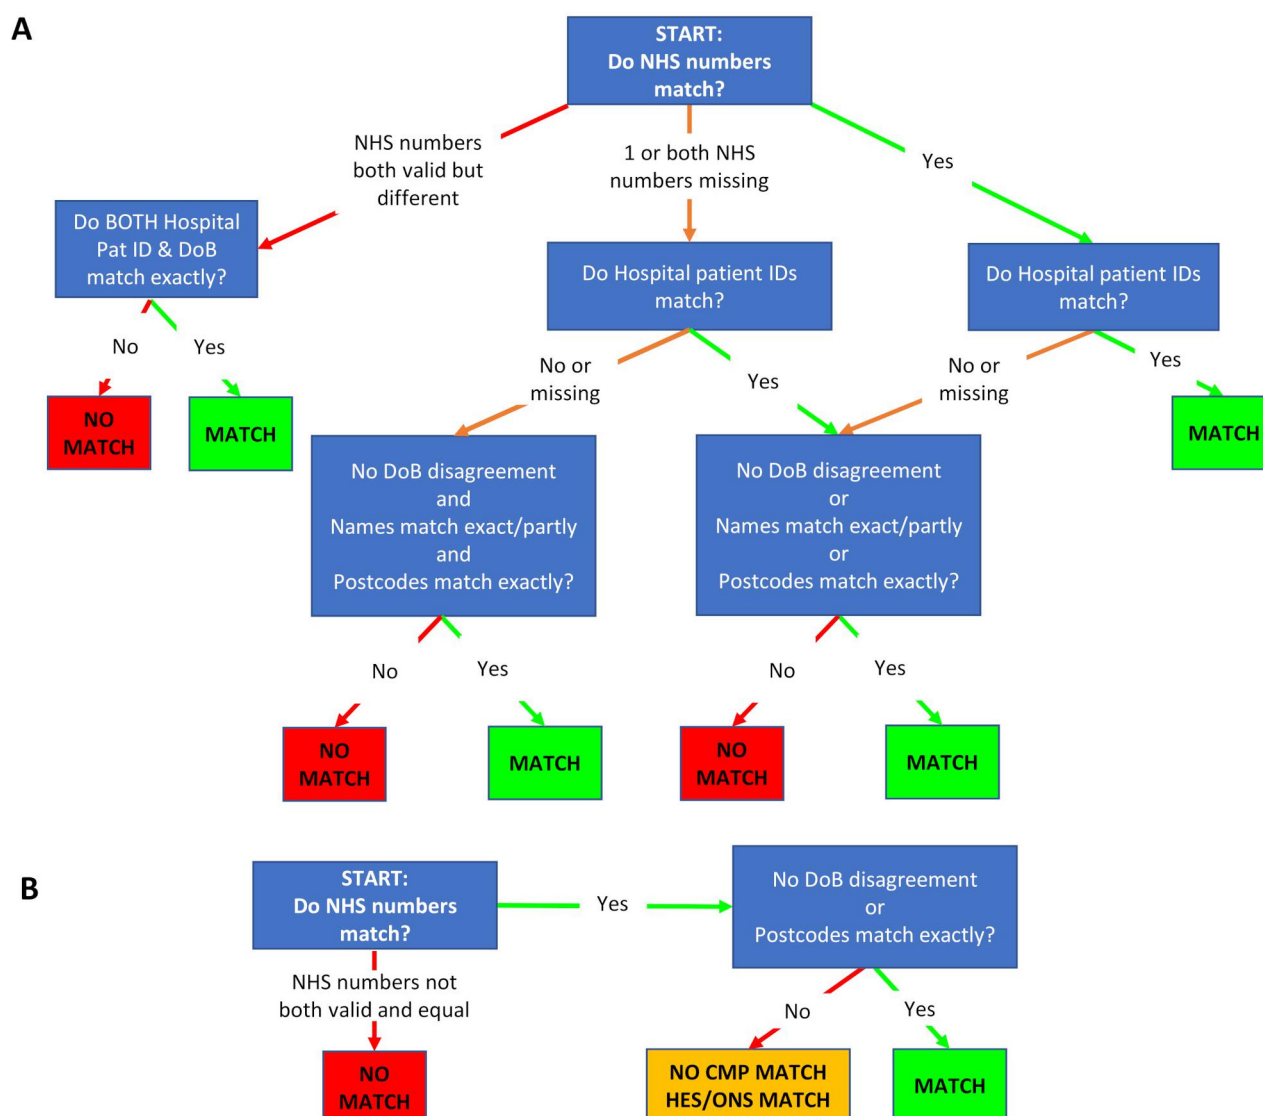 A
START:
Do NHS numbers
match?
NHS numbers
both valid but
different
1 or both NHS
numbers missing
Yes
Do BOTH Hospital
Pat ID & DoB
match exactly?
Do Hospital patient IDs
match?
Do Hospital patient IDs
match?
No
Yes
No or
missing
Yes
No or
missing
Yes
NO
MATCH
MATCH
MATCH
No DoB disagreement
and
Names match exact/partly
and
Postcodes match exactly?
No DoB disagreement
or
Names match exact/partly
or
Postcodes match exactly?
No
Yes
No
Yes
NO
MATCH
MATCH
NO
MATCH
MATCH
B
START:
Do NHS numbers
match?
Yes
No DoB disagreement
or
Postcodes match exactly?
NHS numbers not
both valid and equal
No
Yes
NO
MATCH
NO CMP MATCH
HES/ONS MATCH
MATCH